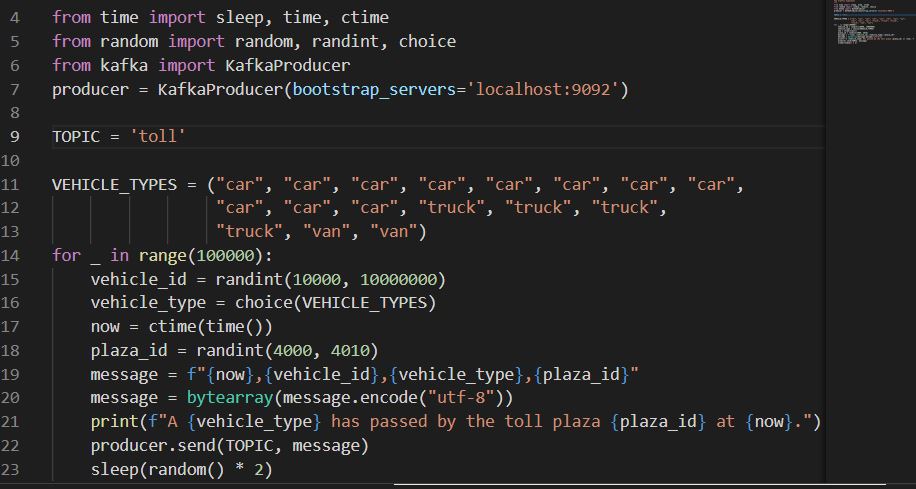 4 from time import sleep, time, ctime
5 from random import random, randint, choice
6 from kafka import KafkaProducer
7 producer = KafkaProducer(bootstrap_servers='localhost:9092')
8
9 TOPIC = 'toll'
10
11 VEHICLE_TYPES = ("car", "car", "car", "car", "car", "car", "car", "car",
12                  "car", "car", "car", "truck", "truck", "truck",
13                  "truck", "van", "van")
14 for _ in range(100000):
15     vehicle_id = randint(10000, 10000000)
16     vehicle_type = choice(VEHICLE_TYPES)
17     now = ctime(time())
18     plaza_id = randint(4000, 4010)
19     message = f"{now},{vehicle_id},{vehicle_type},{plaza_id}"
20     message = bytearray(message.encode("utf-8"))
21     print(f"A {vehicle_type} has passed by the toll plaza {plaza_id} at {now}.")
22     producer.send(TOPIC, message)
23     sleep(random() * 2)